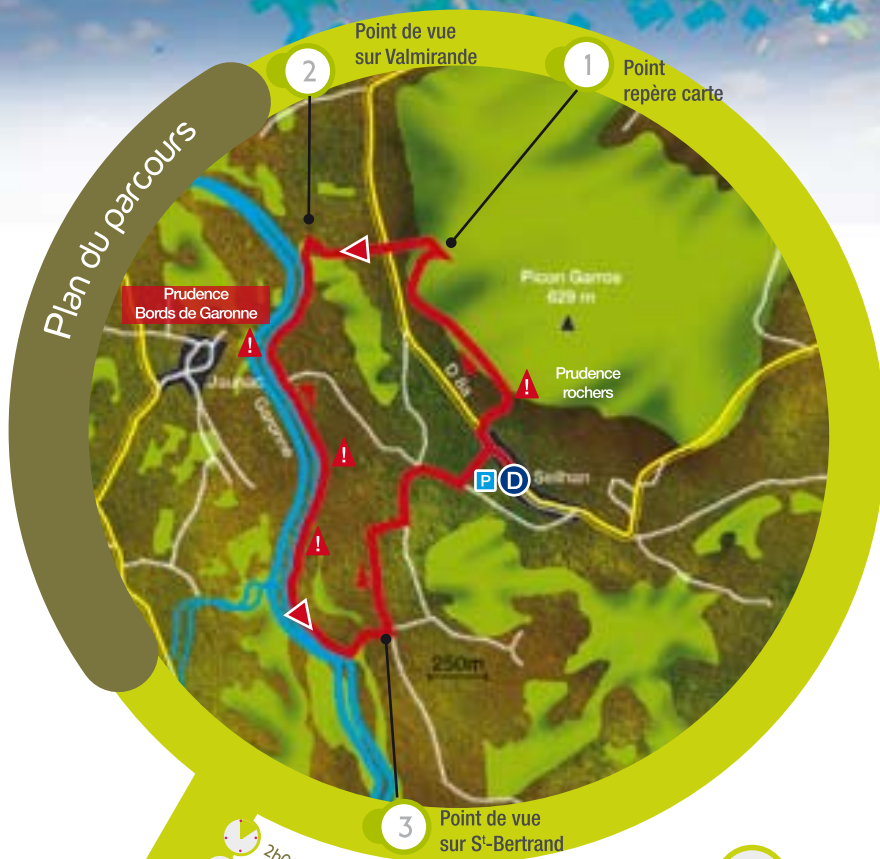 Point de vue
sur Valmirande
2
1
Point
repère carte
Plan du parcours
Prudence
Bords de Garonne
!
Picon Garros
629 m
D 8a
!
Prudence
rochers
Jaunac
Garonne
!
P
D
Seilhan
!
250m
3
Point de vue
sur St-Bertrand